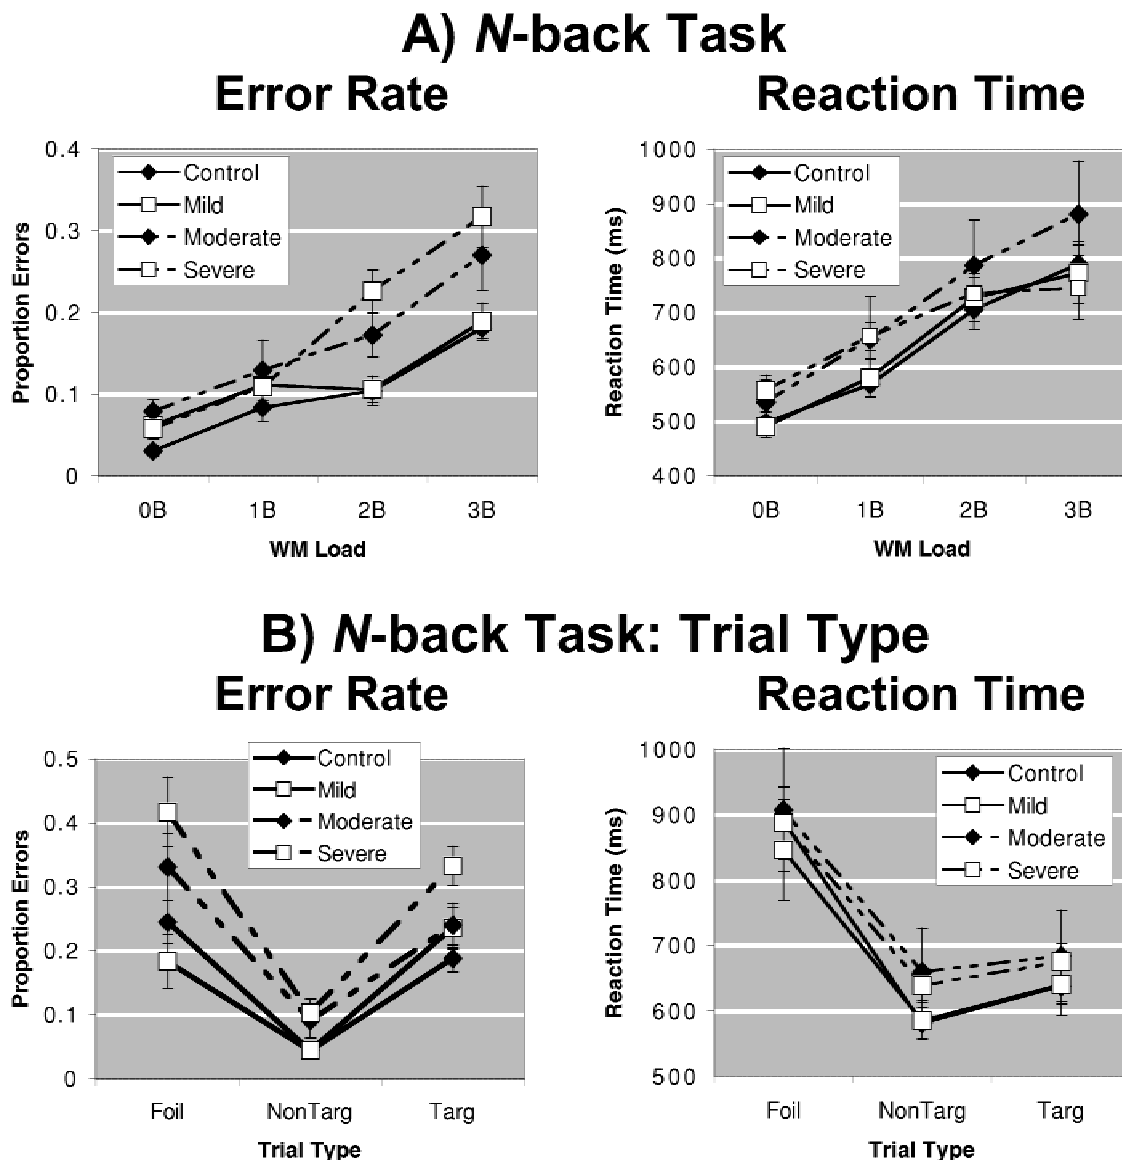 A) N-back Task
Error Rate
Reaction Time
0.4
0.3
0.2
0.1
0
Proportion Errors
Control
Mild
Moderate
Severe
0B
1B
2B
3B
WM Load
1000
900
800
700
600
500
400
Reaction Time (ms)
Control
Mild
Moderate
Severe
0B
1B
2B
3B
WM Load
B) N-back Task: Trial Type
Error Rate
Reaction Time
0.5
0.4
0.3
0.2
0.1
0
Proportion Errors
Control
Mild
Moderate
Severe
Foil
NonTarg
Targ
Trial Type
1000
900
800
700
600
500
Reaction Time (ms)
Control
Mild
Moderate
Severe
Foil
NonTarg
Targ
Trial Type